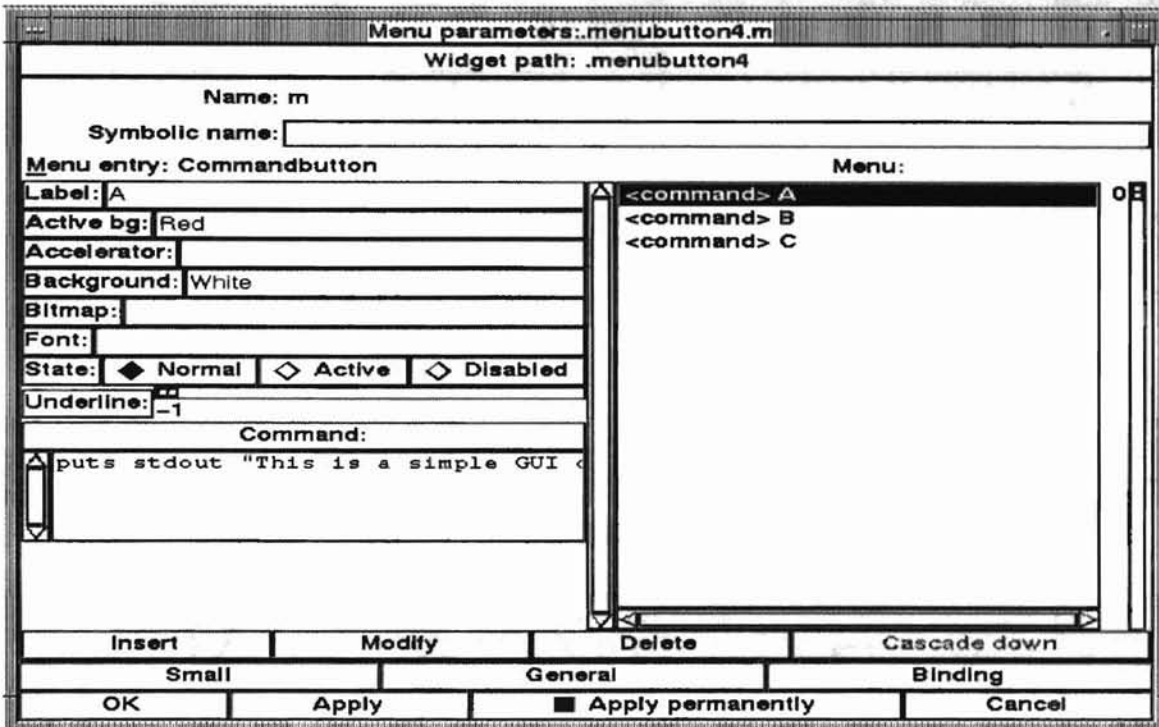 Menu parameters:.menubutton4.m
Widget path: .menubutton4
Name: m
Symbolic name:
Menu entry: Commandbutton
Menu:
Label: A
Active bg: Red
Accelerator:
Background: White
Bitmap:
Font:
State: Normal Active Disabled
Underline: -1
Command:
puts stdout "This is a simple GUI
<command> A
<command> B
<command> C
0
Insert Modify Delete Cascade down
Small General Binding
OK Apply Apply permanently Cancel